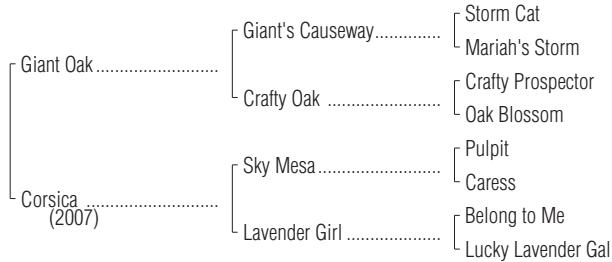 Storm Cat
Giant's Causeway..............
Mariah's Storm
Giant Oak..........................
Crafty Prospector
Crafty Oak ........................
Oak Blossom
Pulpit
Sky Mesa..........................
Caress
Corsica ............................
(2007)
Belong to Me
Lavender Girl ....................
Lucky Lavender Gal